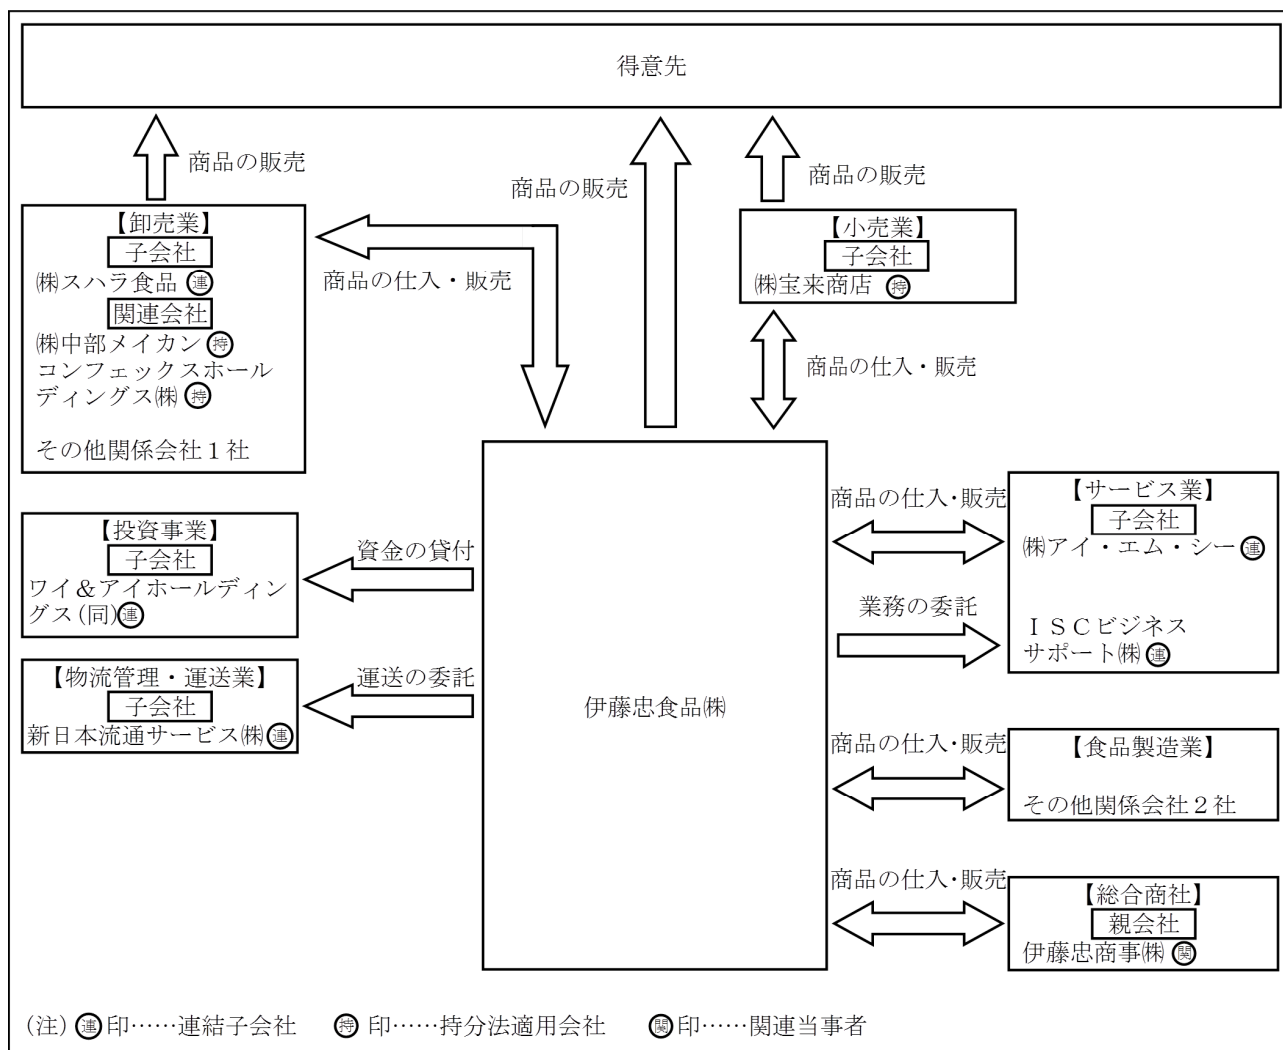 得意先
商品の販売
商品の販売
商品の販売
【卸売業】
子会社
㈱スハラ食品 ㊞連
関連会社
㈱中部メイカン 持
コンフェックスホール
ディングス㈱ 持
その他関係会社1社
商品の仕入・販売
【小売業】
子会社
㈱宝来商店 持
商品の仕入・販売
【投資事業】
子会社
ワイ&アイホールディン
グス(同)連
資金の貸付
【物流管理・運送業】
子会社
新日本流通サービス㈱連
運送の委託
伊藤忠食品㈱
商品の仕入・販売
【サービス業】
子会社
㈱アイ・エム・シー 連
業務の委託
ISCビジネス
サポート㈱ 連
商品の仕入・販売
【食品製造業】
その他関係会社2社
商品の仕入・販売
【総合商社】
親会社
伊藤忠商事㈱ 関
(注) 連印……連結子会社 持印……持分法適用会社 関印……関連当事者